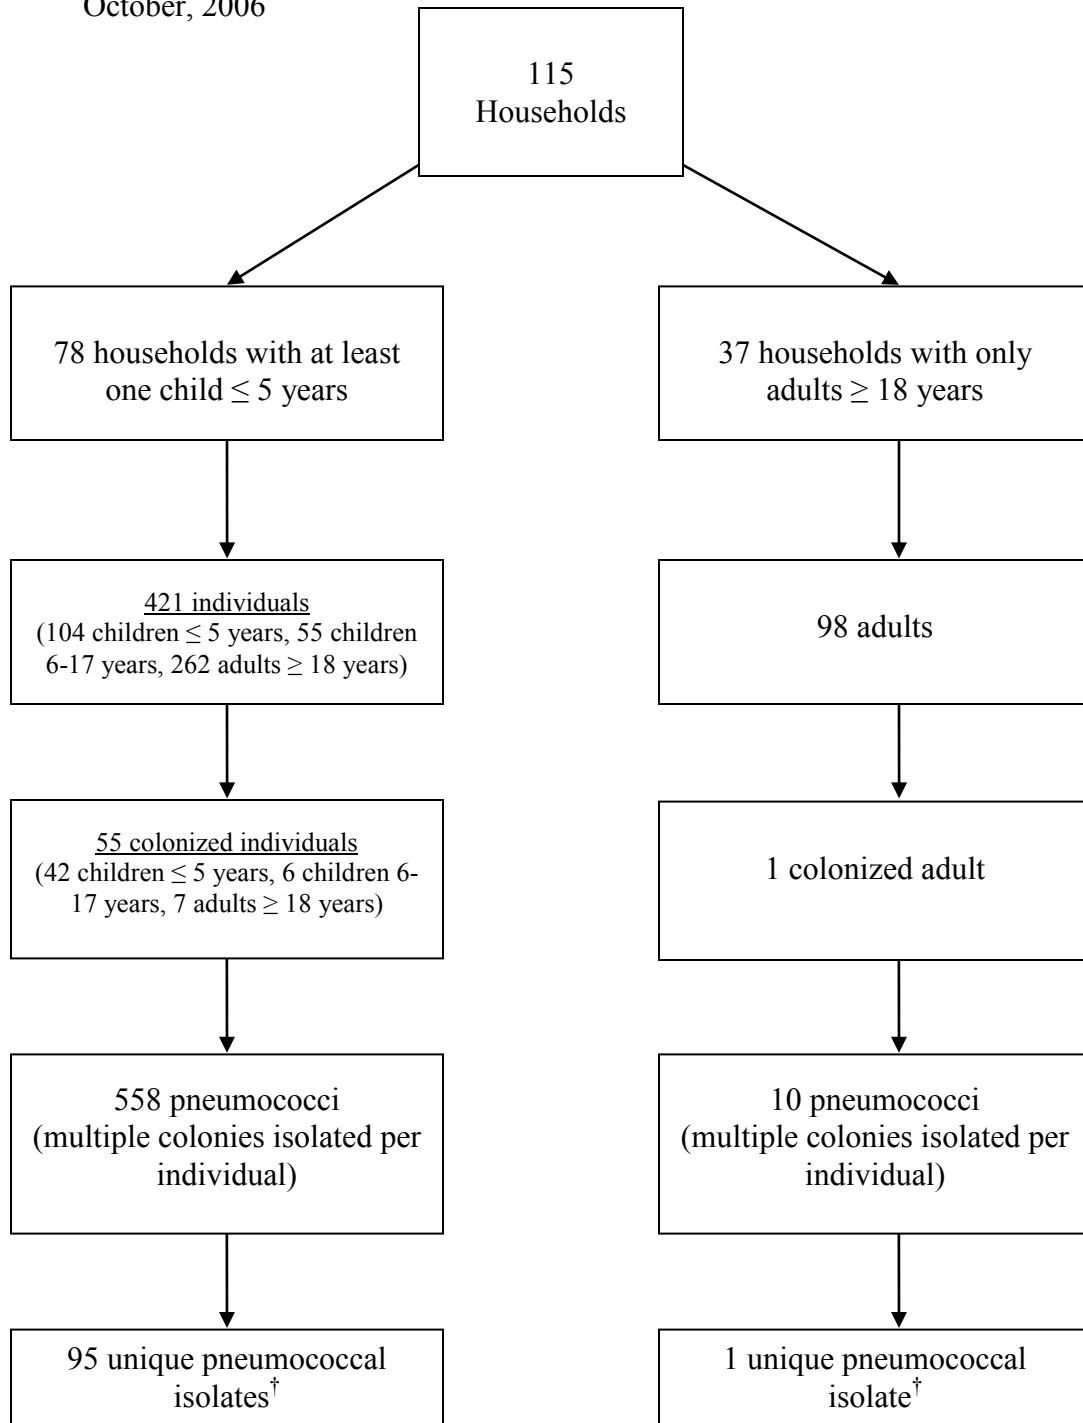 October, 2006
115
Households
78 households with at least
one child ≤ 5 years
37 households with only
adults ≥ 18 years
421 individuals
(104 children ≤ 5 years, 55 children
6-17 years, 262 adults ≥ 18 years)
98 adults
55 colonized individuals
(42 children ≤ 5 years, 6 children 6-
17 years, 7 adults ≥ 18 years)
1 colonized adult
558 pneumococci
(multiple colonies isolated per
individual)
10 pneumococci
(multiple colonies isolated per
individual)
95 unique pneumococcal
isolates†
1 unique pneumococcal
isolate†